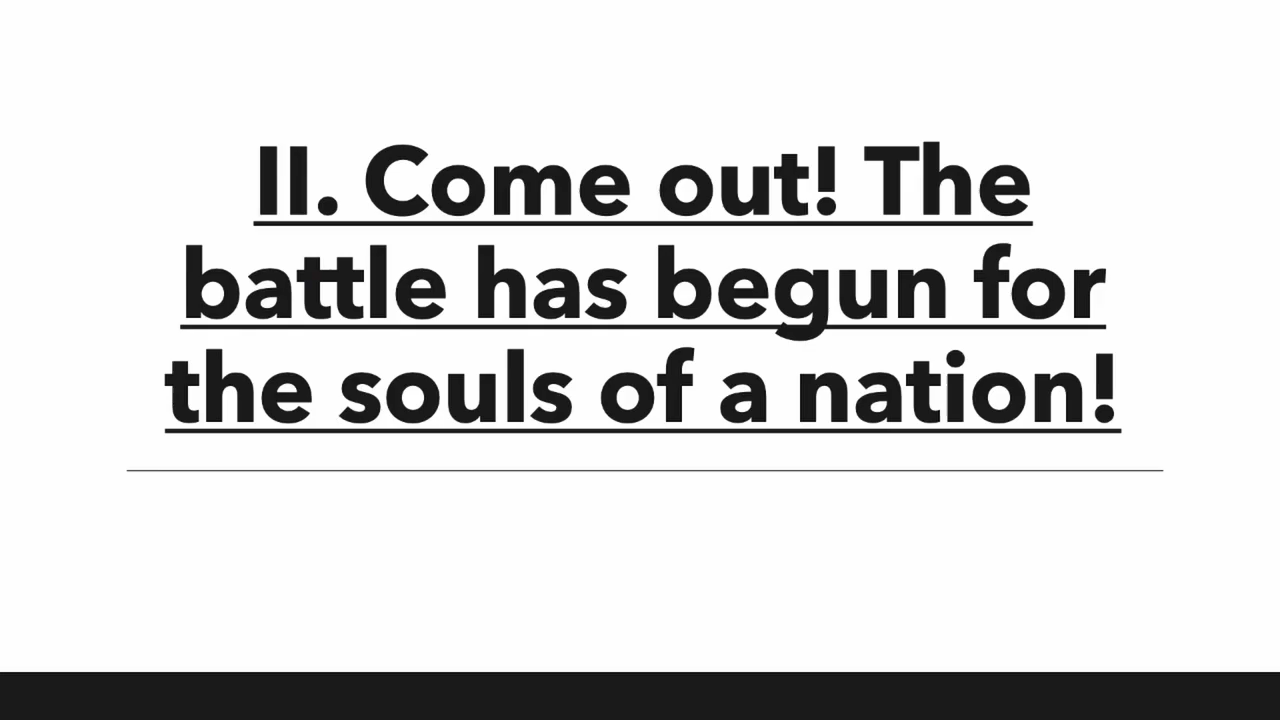 II. Come out! The
battle has begun for
the souls of a nation!